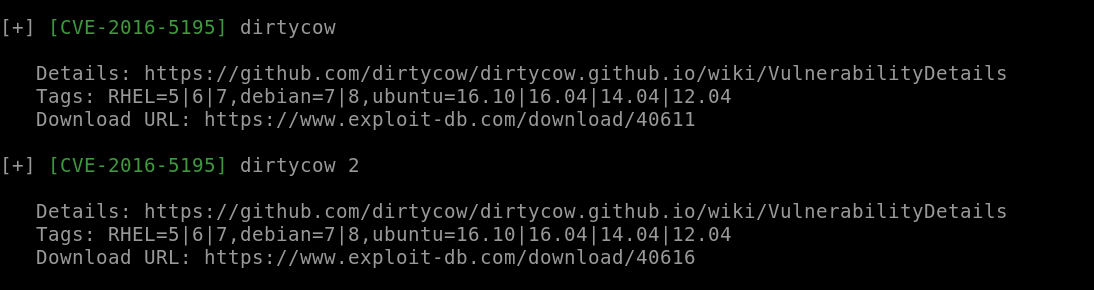 [+] [CVE-2016-5195] dirtycow
Details: https://github.com/dirtycow/dirtycow.github.io/wiki/VulnerabilityDetails
Tags: RHEL=5|6|7,debian=7|8,ubuntu=16.10|16.04|14.04|12.04
Download URL: https://www.exploit-db.com/download/40611
[+] [CVE-2016-5195] dirtycow 2
Details: https://github.com/dirtycow/dirtycow.github.io/wiki/VulnerabilityDetails
Tags: RHEL=5|6|7,debian=7|8,ubuntu=16.10|16.04|14.04|12.04
Download URL: https://www.exploit-db.com/download/40616